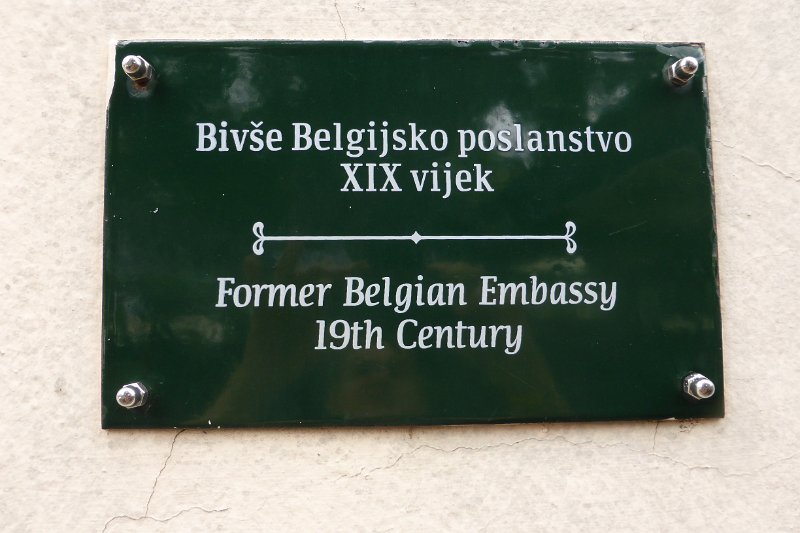 Bivše Belgijsko poslanstvo
XIX vijek
Former Belgian Embassy
19th Century